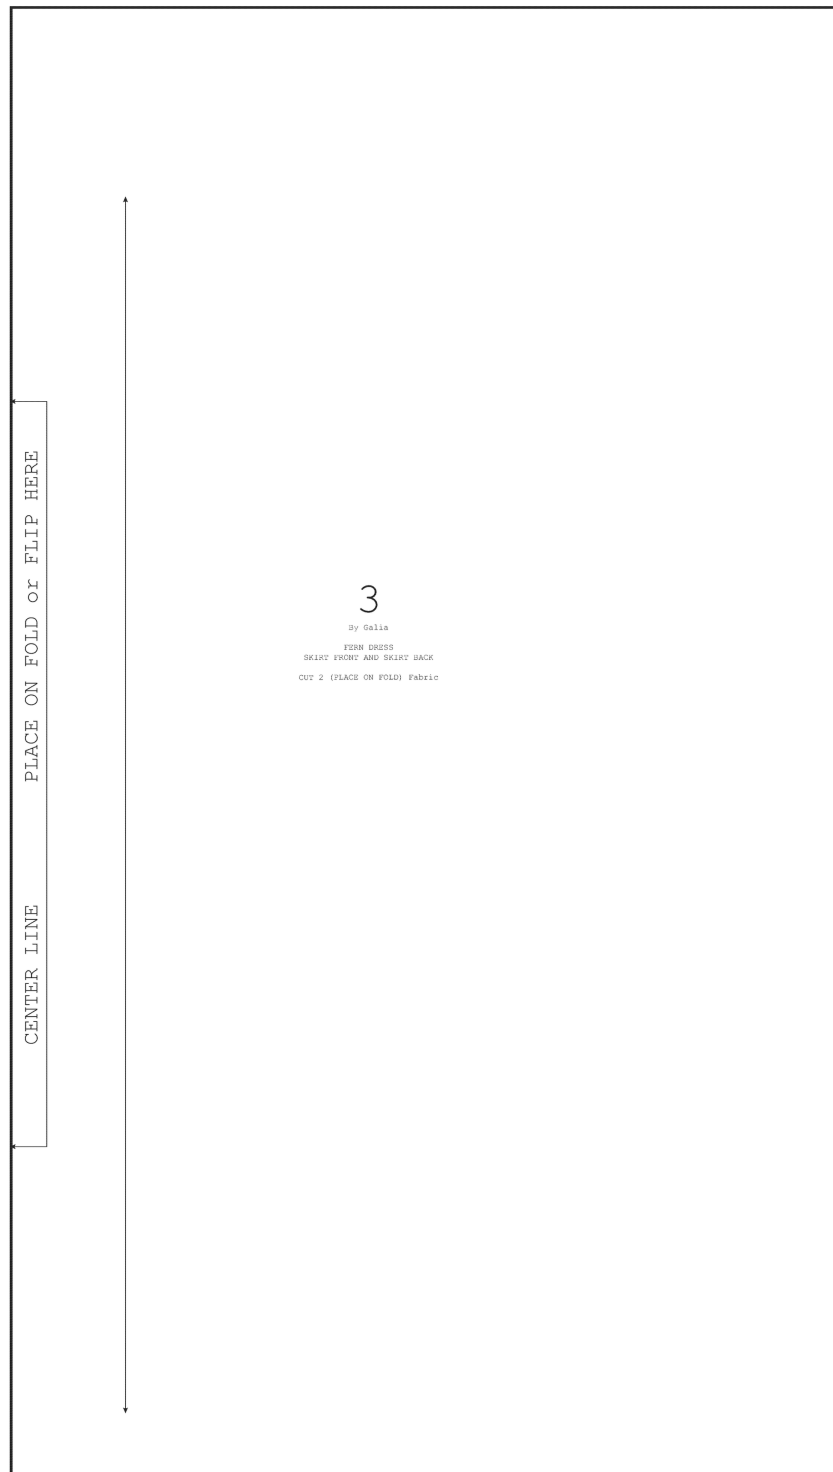 CENTER LINE PLACE ON FOLD or FLIP HERE
3
By Galia
FERN DRESS
SKIRT FRONT AND SKIRT BACK
CUT 2 (PLACE ON FOLD) Fabric